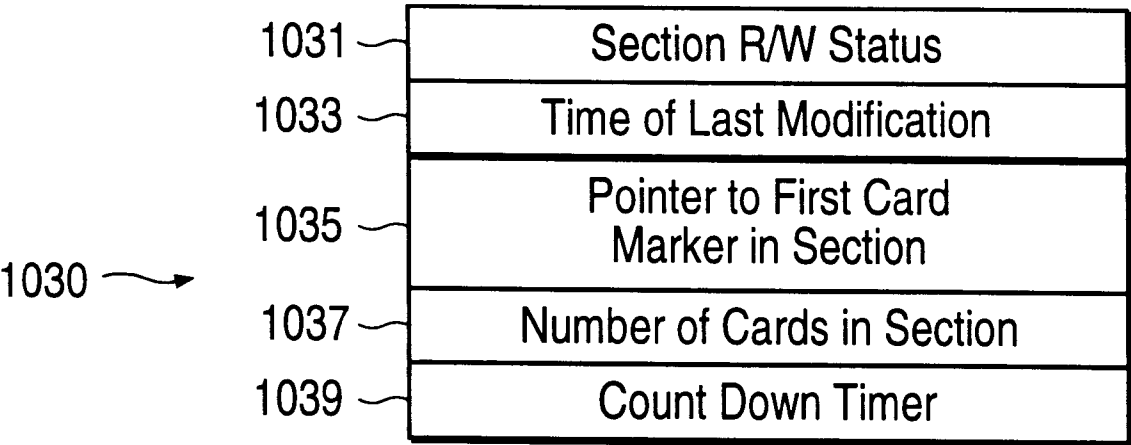 1031 Section R/W Status
1033 Time of Last Modification
1035 Pointer to First Card
Marker in Section
1030
1037 Number of Cards in Section
1039 Count Down Timer